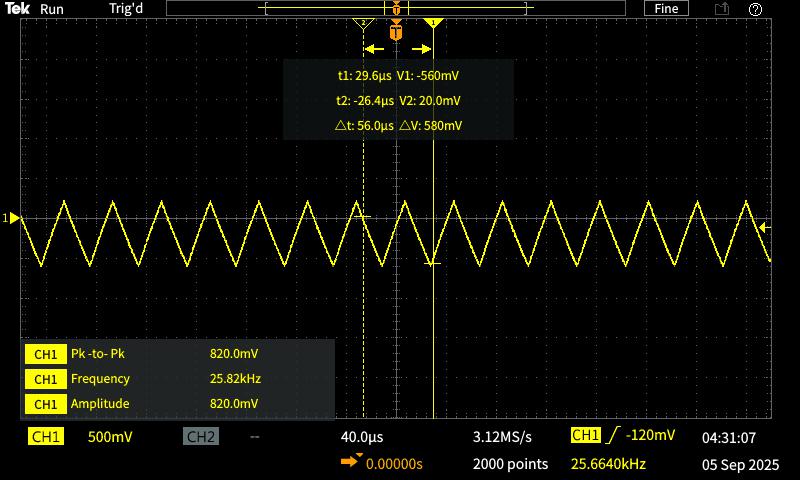 Tek Run Trig'd T Fine ?
2 1
T
t1: 29.6µs V1: -560mV
t2: -26.4µs V2: 20.0mV
△t: 56.0µs △V: 580mV
1
CH1 Pk -to- Pk 820.0mV
CH1 Frequency 25.82kHz
CH1 Amplitude 820.0mV
CH1 500mV CH2 -- 40.0µs 3.12MS/s CH1 -120mV 04:31:07
0.00000s 2000 points 25.6640kHz 05 Sep 2025